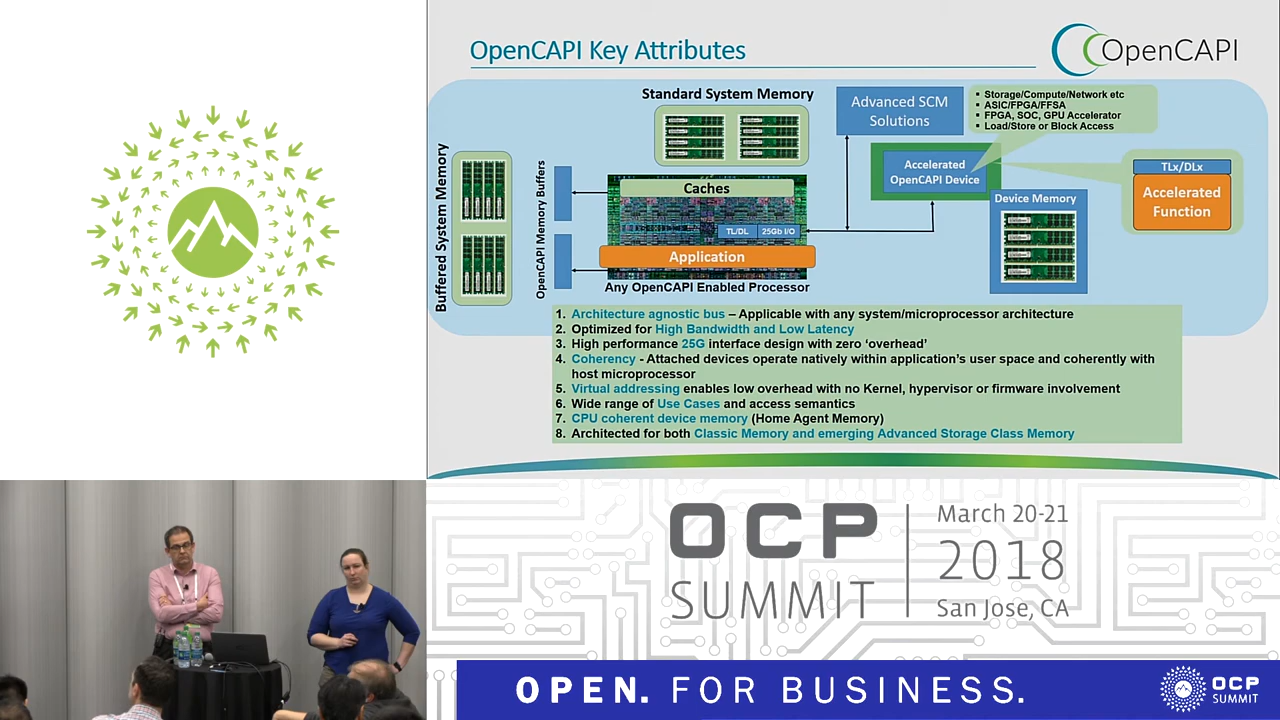 OpenCAPI Key Attributes
OpenCAPI
Standard System Memory
Advanced SCM
Solutions
▪ Storage/Compute/Network etc
▪ ASIC/FPGA/FFSA
▪ FPGA, SOC, GPU Accelerator
▪ Load/Store or Block Access
Buffered System Memory
OpenCAPI Memory Buffers
Caches
TL/DL
25Gb I/O
Application
Any OpenCAPI Enabled Processor
Accelerated
OpenCAPI Device
Device Memory
TLx/DLx
Accelerated
Function
1. Architecture agnostic bus – Applicable with any system/microprocessor architecture
2. Optimized for High Bandwidth and Low Latency
3. High performance 25G interface design with zero ‘overhead’
4. Coherency - Attached devices operate natively within application’s user space and coherently with
host microprocessor
5. Virtual addressing enables low overhead with no Kernel, hypervisor or firmware involvement
6. Wide range of Use Cases and access semantics
7. CPU coherent device memory (Home Agent Memory)
8. Architected for both Classic Memory and emerging Advanced Storage Class Memory
OCP
SUMMIT
March 20-21
2018
San Jose, CA
OPEN. FOR BUSINESS.
OCP
SUMMIT